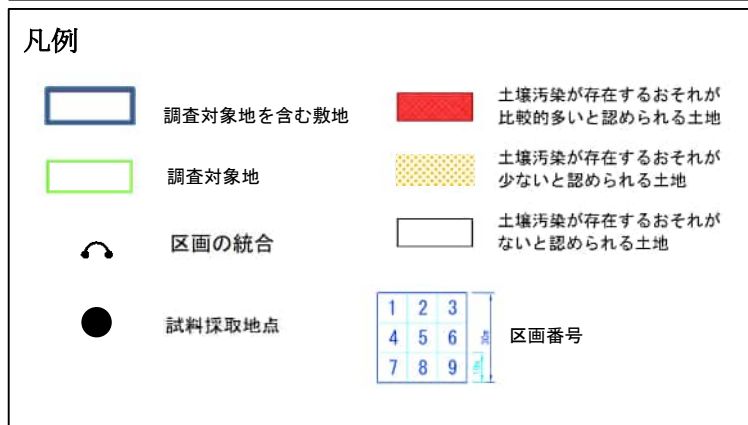 凡例
調査対象地を含む敷地
調査対象地
区画の統合
試料採取地点
土壌汚染が存在するおそれが
比較的多いと認められる土地
土壌汚染が存在するおそれが
少ないと認められる土地
土壌汚染が存在するおそれが
ないと認められる土地
1 2 3
4 5 6
7 8 9
30m
10m
区画番号